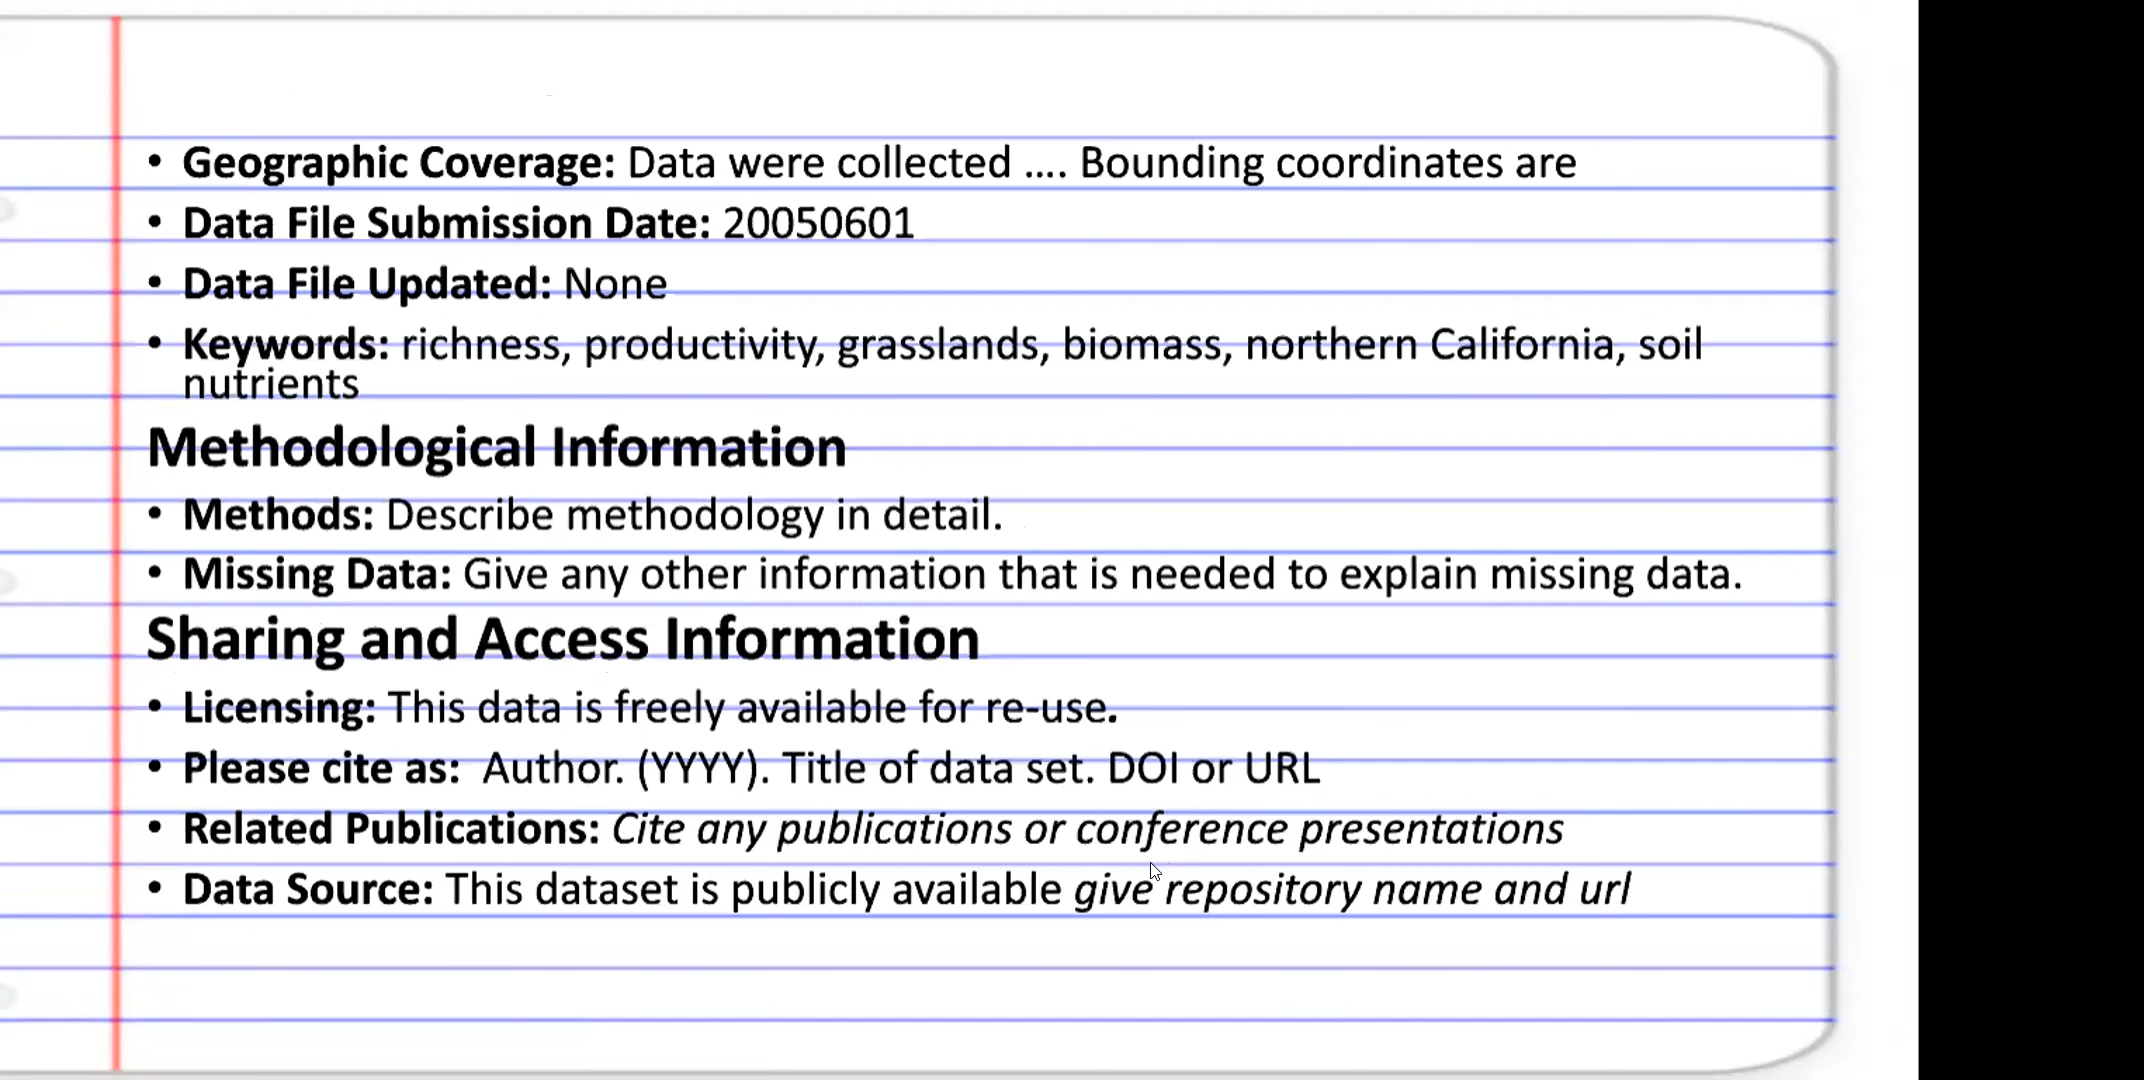 • Geographic Coverage: Data were collected .... Bounding coordinates are
• Data File Submission Date: 20050601
• Data File Updated: None
• Keywords: richness, productivity, grasslands, biomass, northern California, soil
nutrients
Methodological Information
• Methods: Describe methodology in detail.
• Missing Data: Give any other information that is needed to explain missing data.
Sharing and Access Information
• Licensing: This data is freely available for re-use.
• Please cite as:  Author. (YYYY). Title of data set. DOI or URL
• Related Publications: Cite any publications or conference presentations
• Data Source: This dataset is publicly available give repository name and url